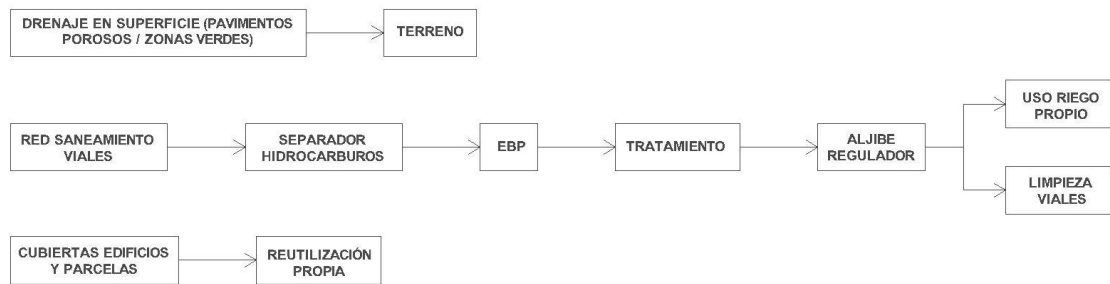 DRENAJE EN SUPERFICIE (PAVIMENTOS
POROSOS / ZONAS VERDES)
TERRENO
RED SANEAMIENTO
VIALES
SEPARADOR
HIDROCARBUROS
EBP
TRATAMIENTO
ALJIBE
REGULADOR
USO RIEGO
PROPIO
LIMPIEZA
VIALES
CUBIERTAS EDIFICIOS
Y PARCELAS
REUTILIZACIÓN
PROPIA